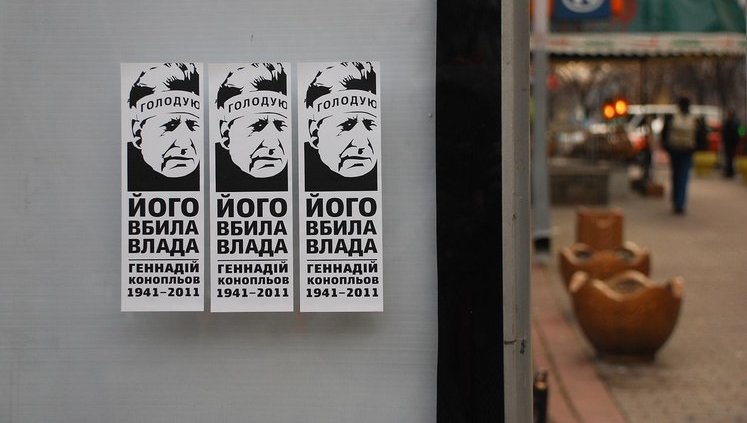 ГОЛОДУЮ
ЙОГО
ВБИЛА
ВЛАДА
ГЕННАДІЙ
КОНОПЛЬОВ
1941–2011
ГОЛОДУЮ
ЙОГО
ВБИЛА
ВЛАДА
ГЕННАДІЙ
КОНОПЛЬОВ
1941–2011
ГОЛОДУЮ
ЙОГО
ВБИЛА
ВЛАДА
ГЕННАДІЙ
КОНОПЛЬОВ
1941–2011